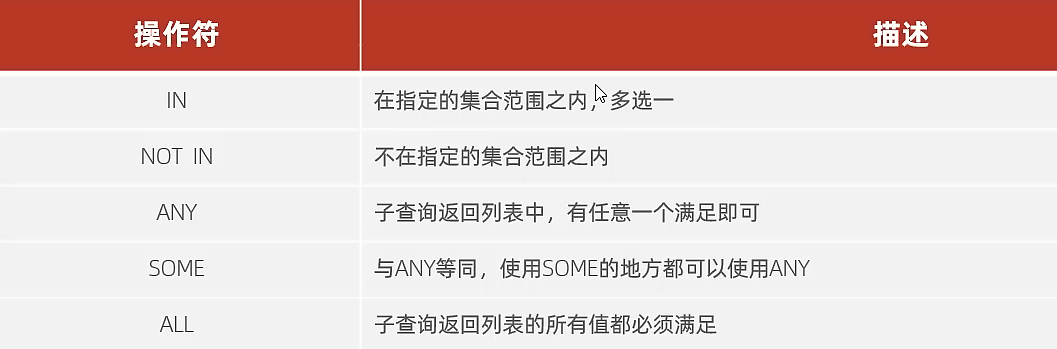 操作符 描述
IN 在指定的集合范围之内，多选一
NOT IN 不在指定的集合范围之内
ANY 子查询返回列表中，有任意一个满足即可
SOME 与ANY等同，使用SOME的地方都可以使用ANY
ALL 子查询返回列表的所有值都必须满足